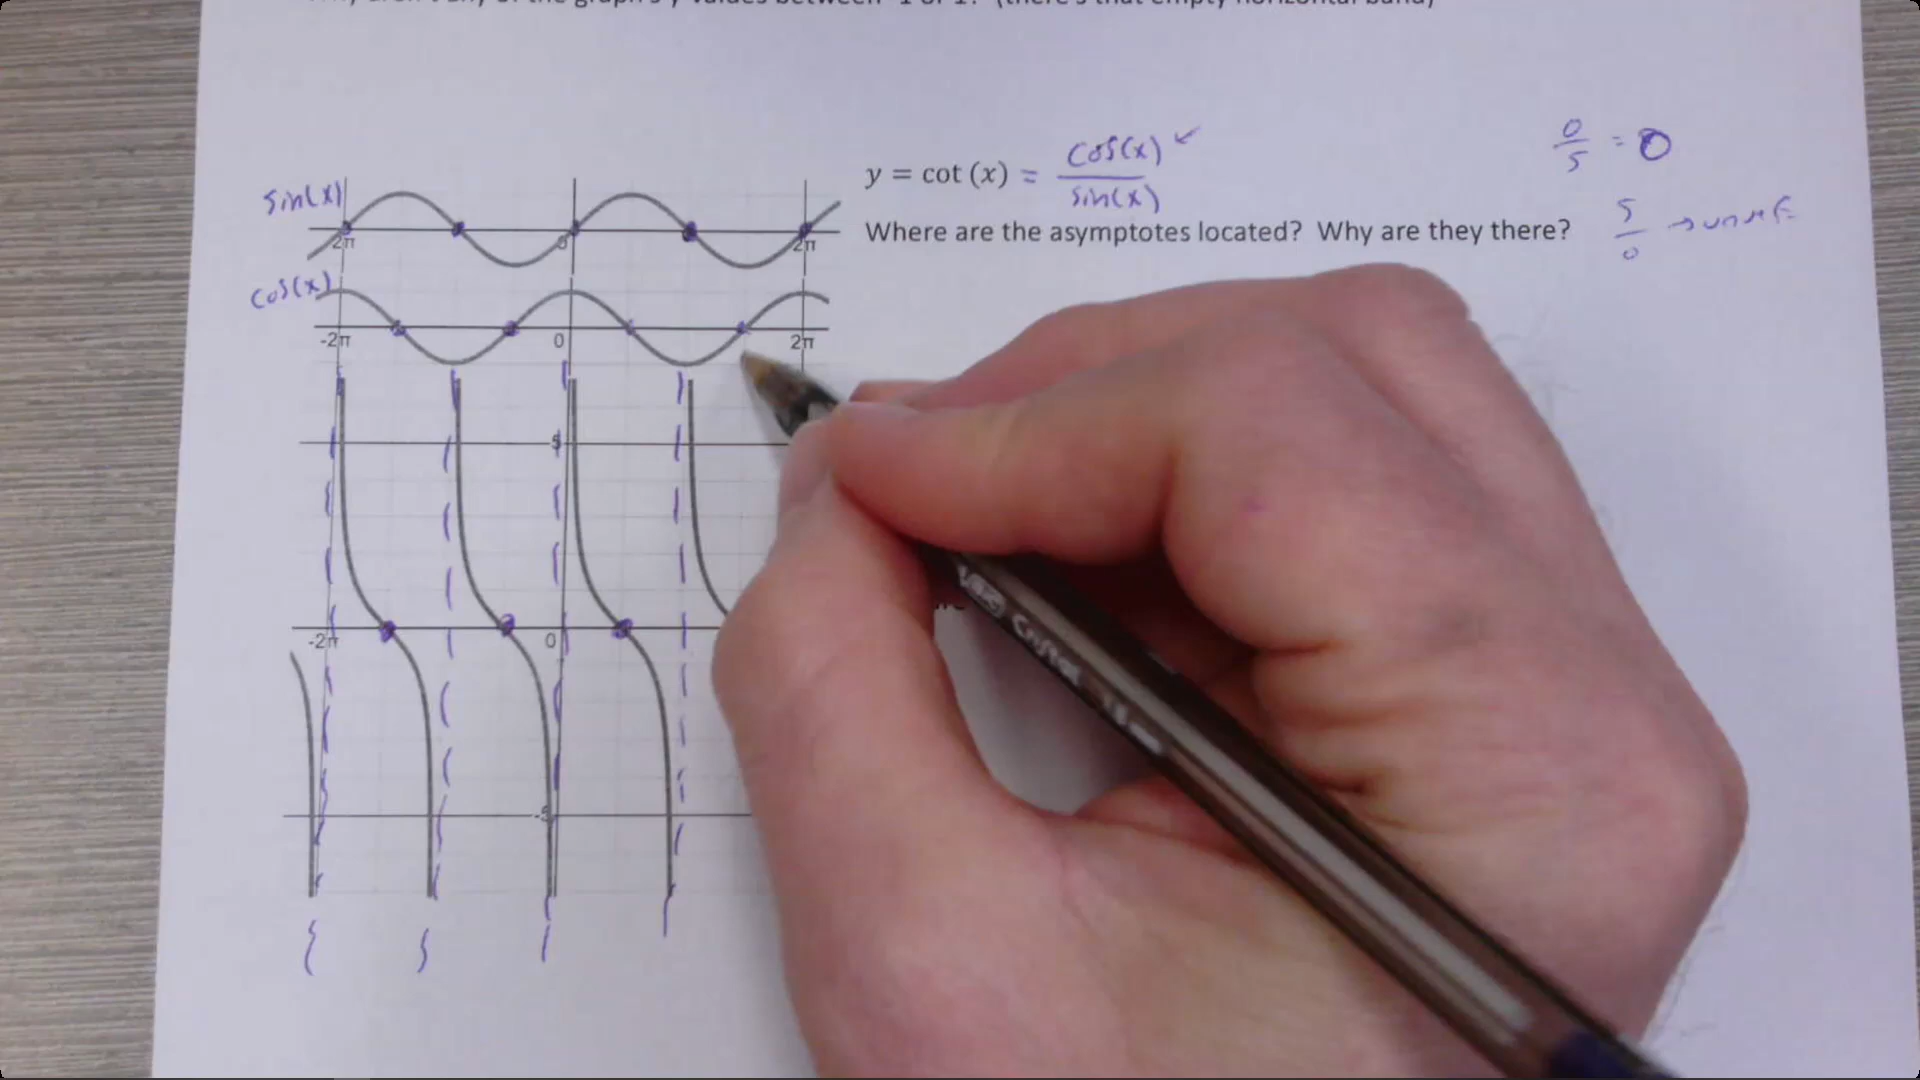 0/5 = 0
y = cot (x) = cos(x)/sin(x)
sin(x)
Where are the asymptotes located? Why are they there?
5/0 →
2π 0 2π
cos(x)
-2π 0 2π
5
-2π 0
-5
Cristal